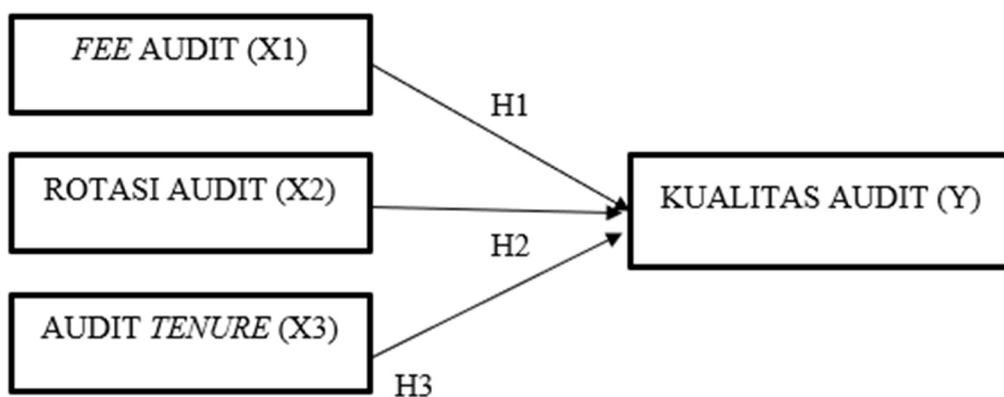 FEE AUDIT (X1)
H1
ROTASI AUDIT (X2)
KUALITAS AUDIT (Y)
H2
AUDIT TENURE (X3)
H3